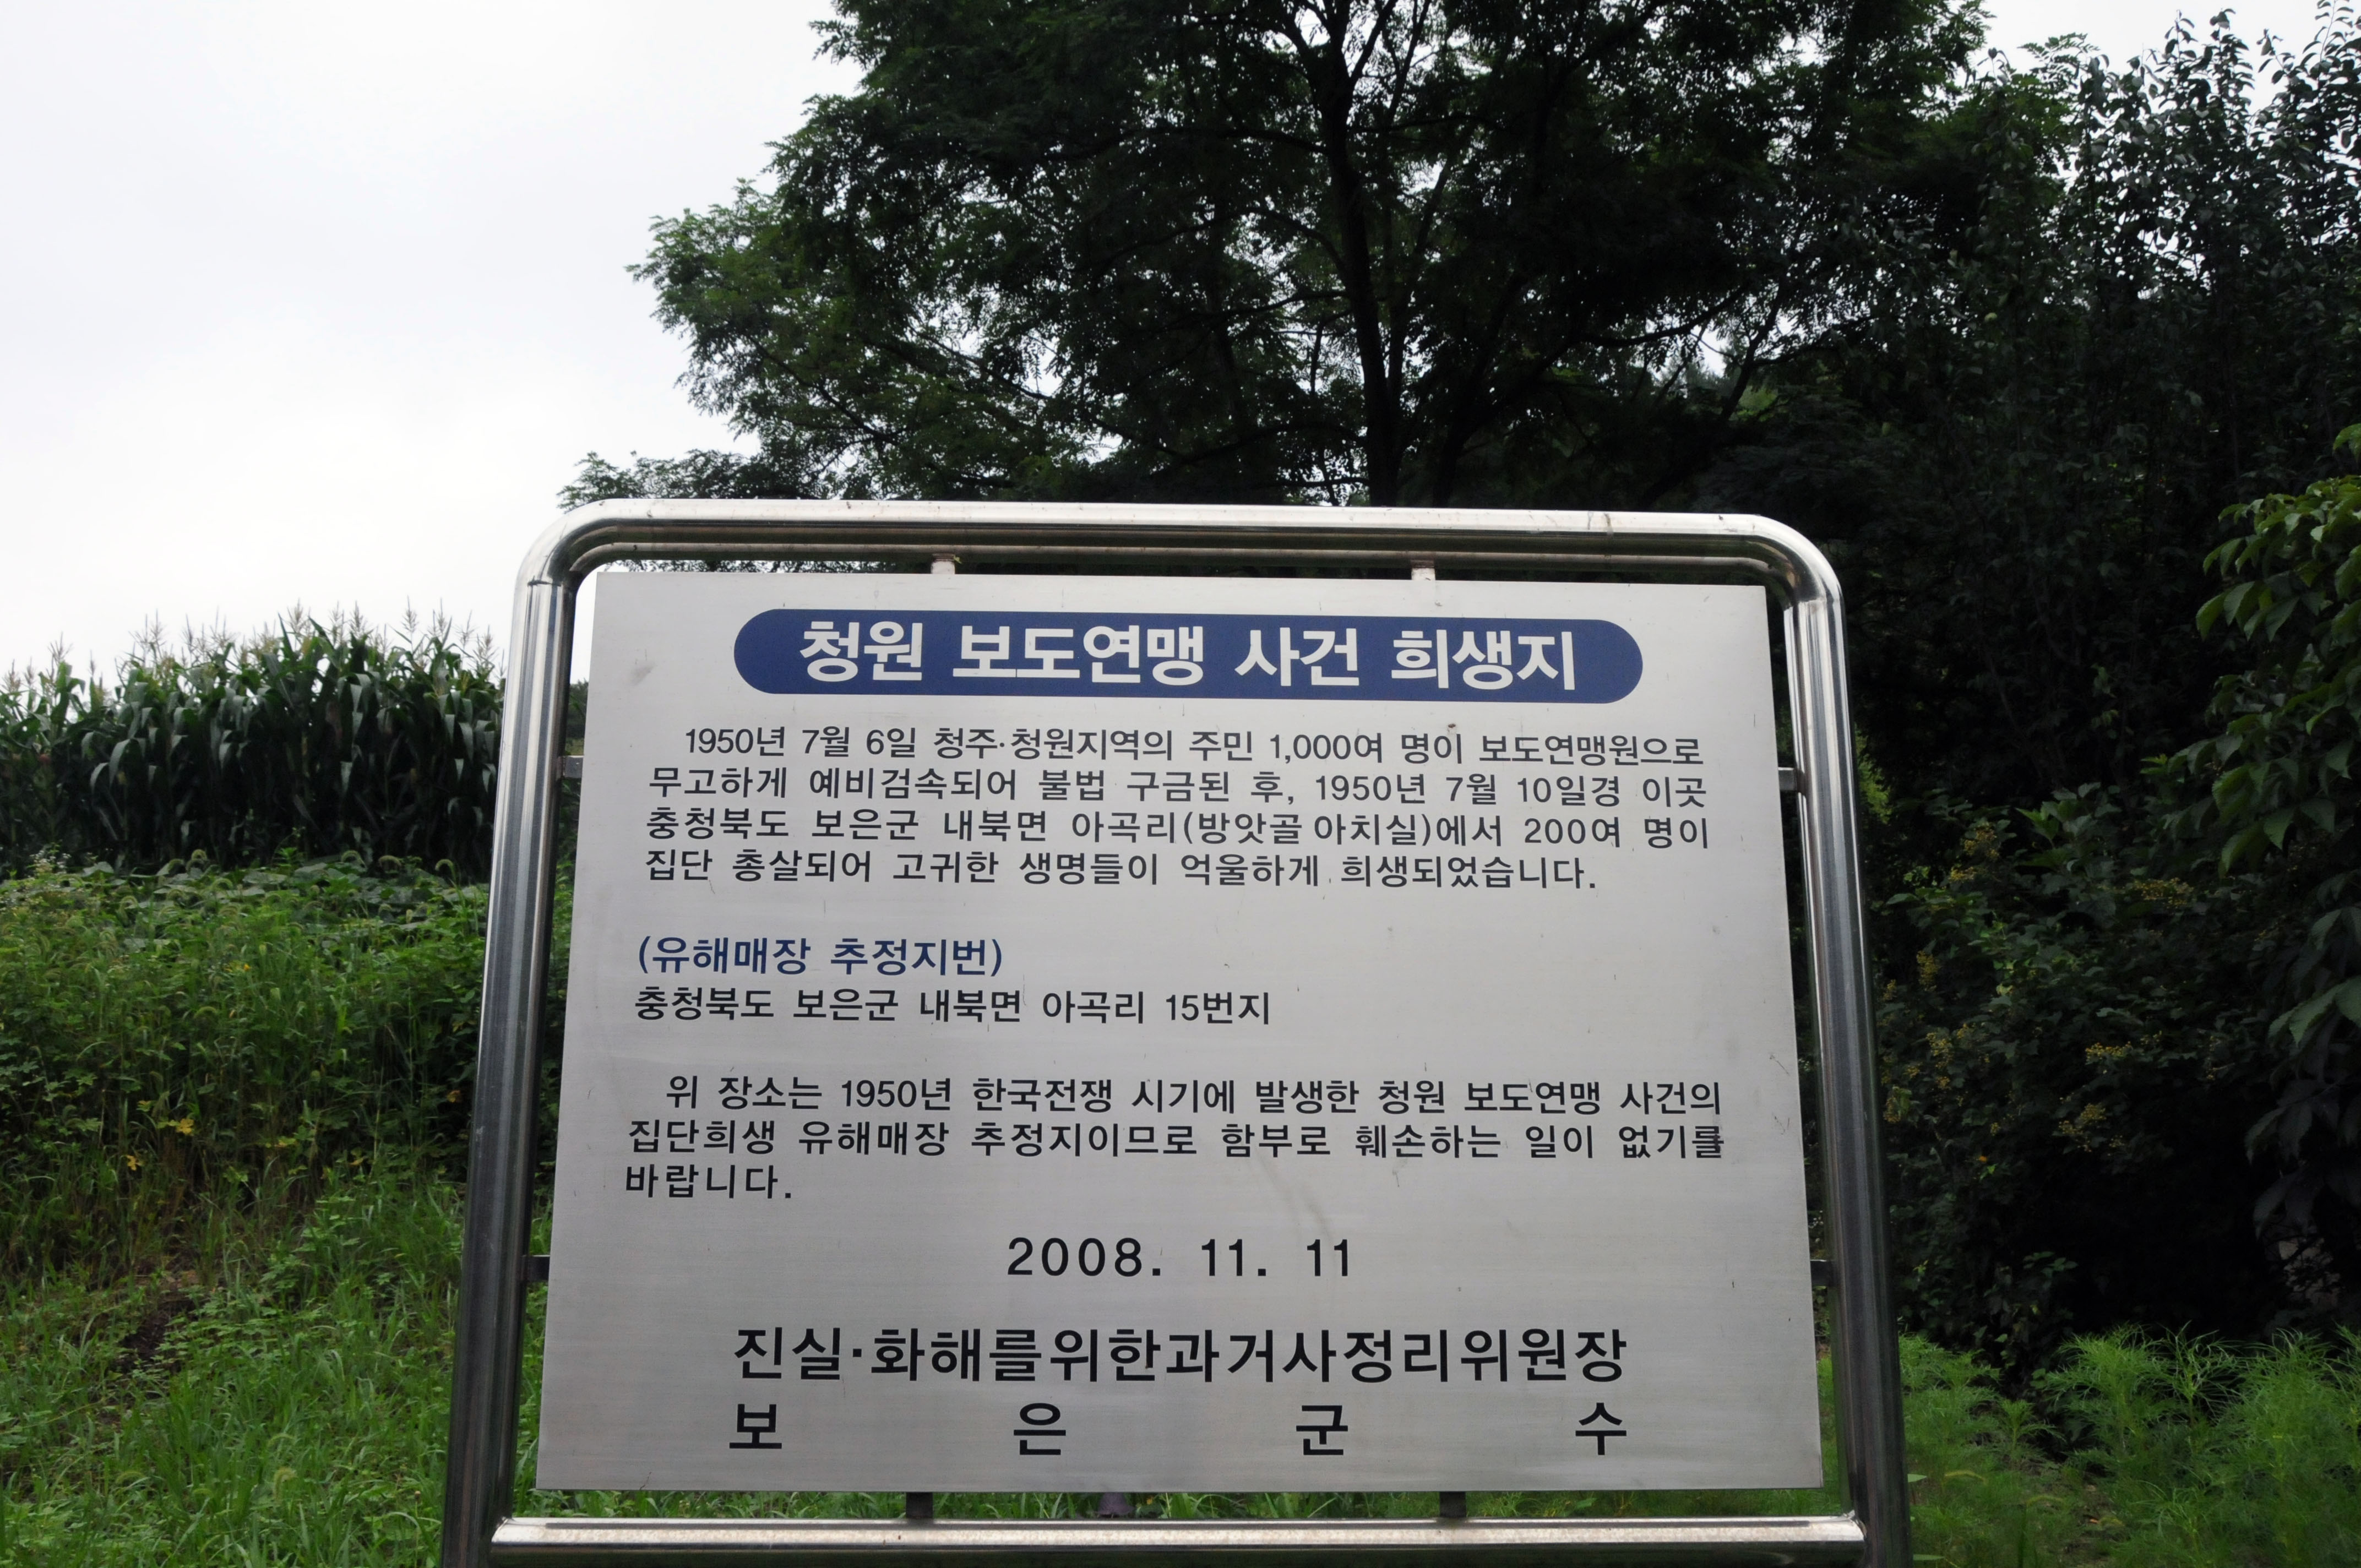 청원 보도연맹 사건 희생지
1950년 7월 6일 청주·청원지역의 주민 1,000여 명이 보도연맹원으로
무고하게 예비검속되어 불법 구금된 후, 1950년 7월 10일경 이곳
충청북도 보은군 내북면 아곡리(방앗골 아치실)에서 200여 명이
집단 총살되어 고귀한 생명들이 억울하게 희생되었습니다.
(유해매장 추정지번)
충청북도 보은군 내북면 아곡리 15번지
위 장소는 1950년 한국전쟁 시기에 발생한 청원 보도연맹 사건의
집단희생 유해매장 추정지이므로 함부로 훼손하는 일이 없기를
바랍니다.
2008. 11. 11
진실·화해를위한과거사정리위원장
보 은 군 수